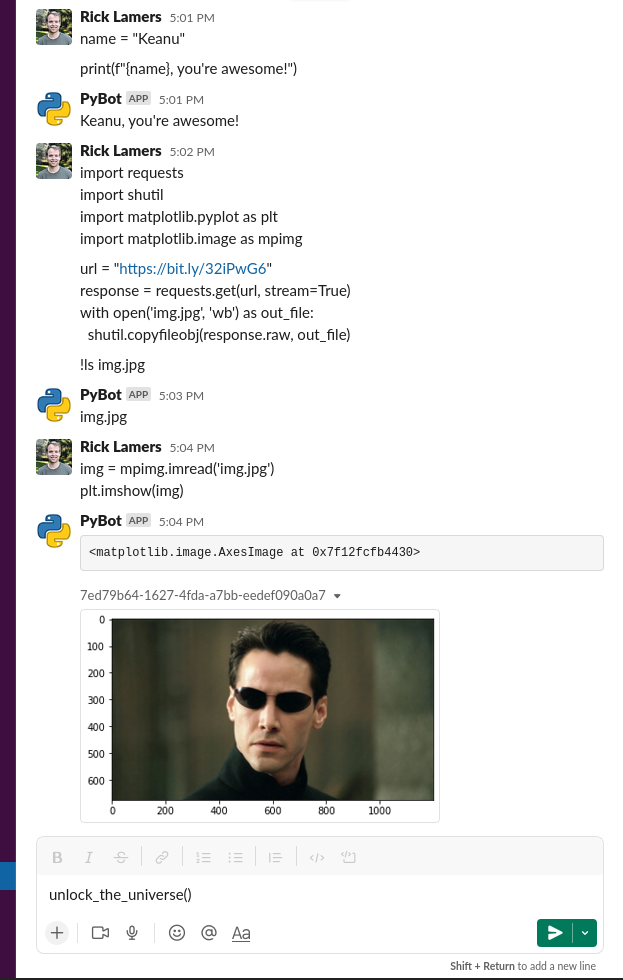 Rick Lamers 5:01 PM
name = "Keanu"
print(f"{name}, you're awesome!")
PyBot APP 5:01 PM
Keanu, you're awesome!
Rick Lamers 5:02 PM
import requests
import shutil
import matplotlib.pyplot as plt
import matplotlib.image as mpimg
url = "https://bit.ly/32iPwG6"
response = requests.get(url, stream=True)
with open('img.jpg', 'wb') as out_file:
  shutil.copyfileobj(response.raw, out_file)
!ls img.jpg
PyBot APP 5:03 PM
img.jpg
Rick Lamers 5:04 PM
img = mpimg.imread('img.jpg')
plt.imshow(img)
PyBot APP 5:04 PM
<matplotlib.image.AxesImage at 0x7f12fcfb4430>
7ed79b64-1627-4fda-a7bb-eedef090a0a7
0
100
200
300
400
500
600
0 200 400 600 800 1000
B I S
unlock_the_universe()
+ @ Aa
Shift + Return to add a new line